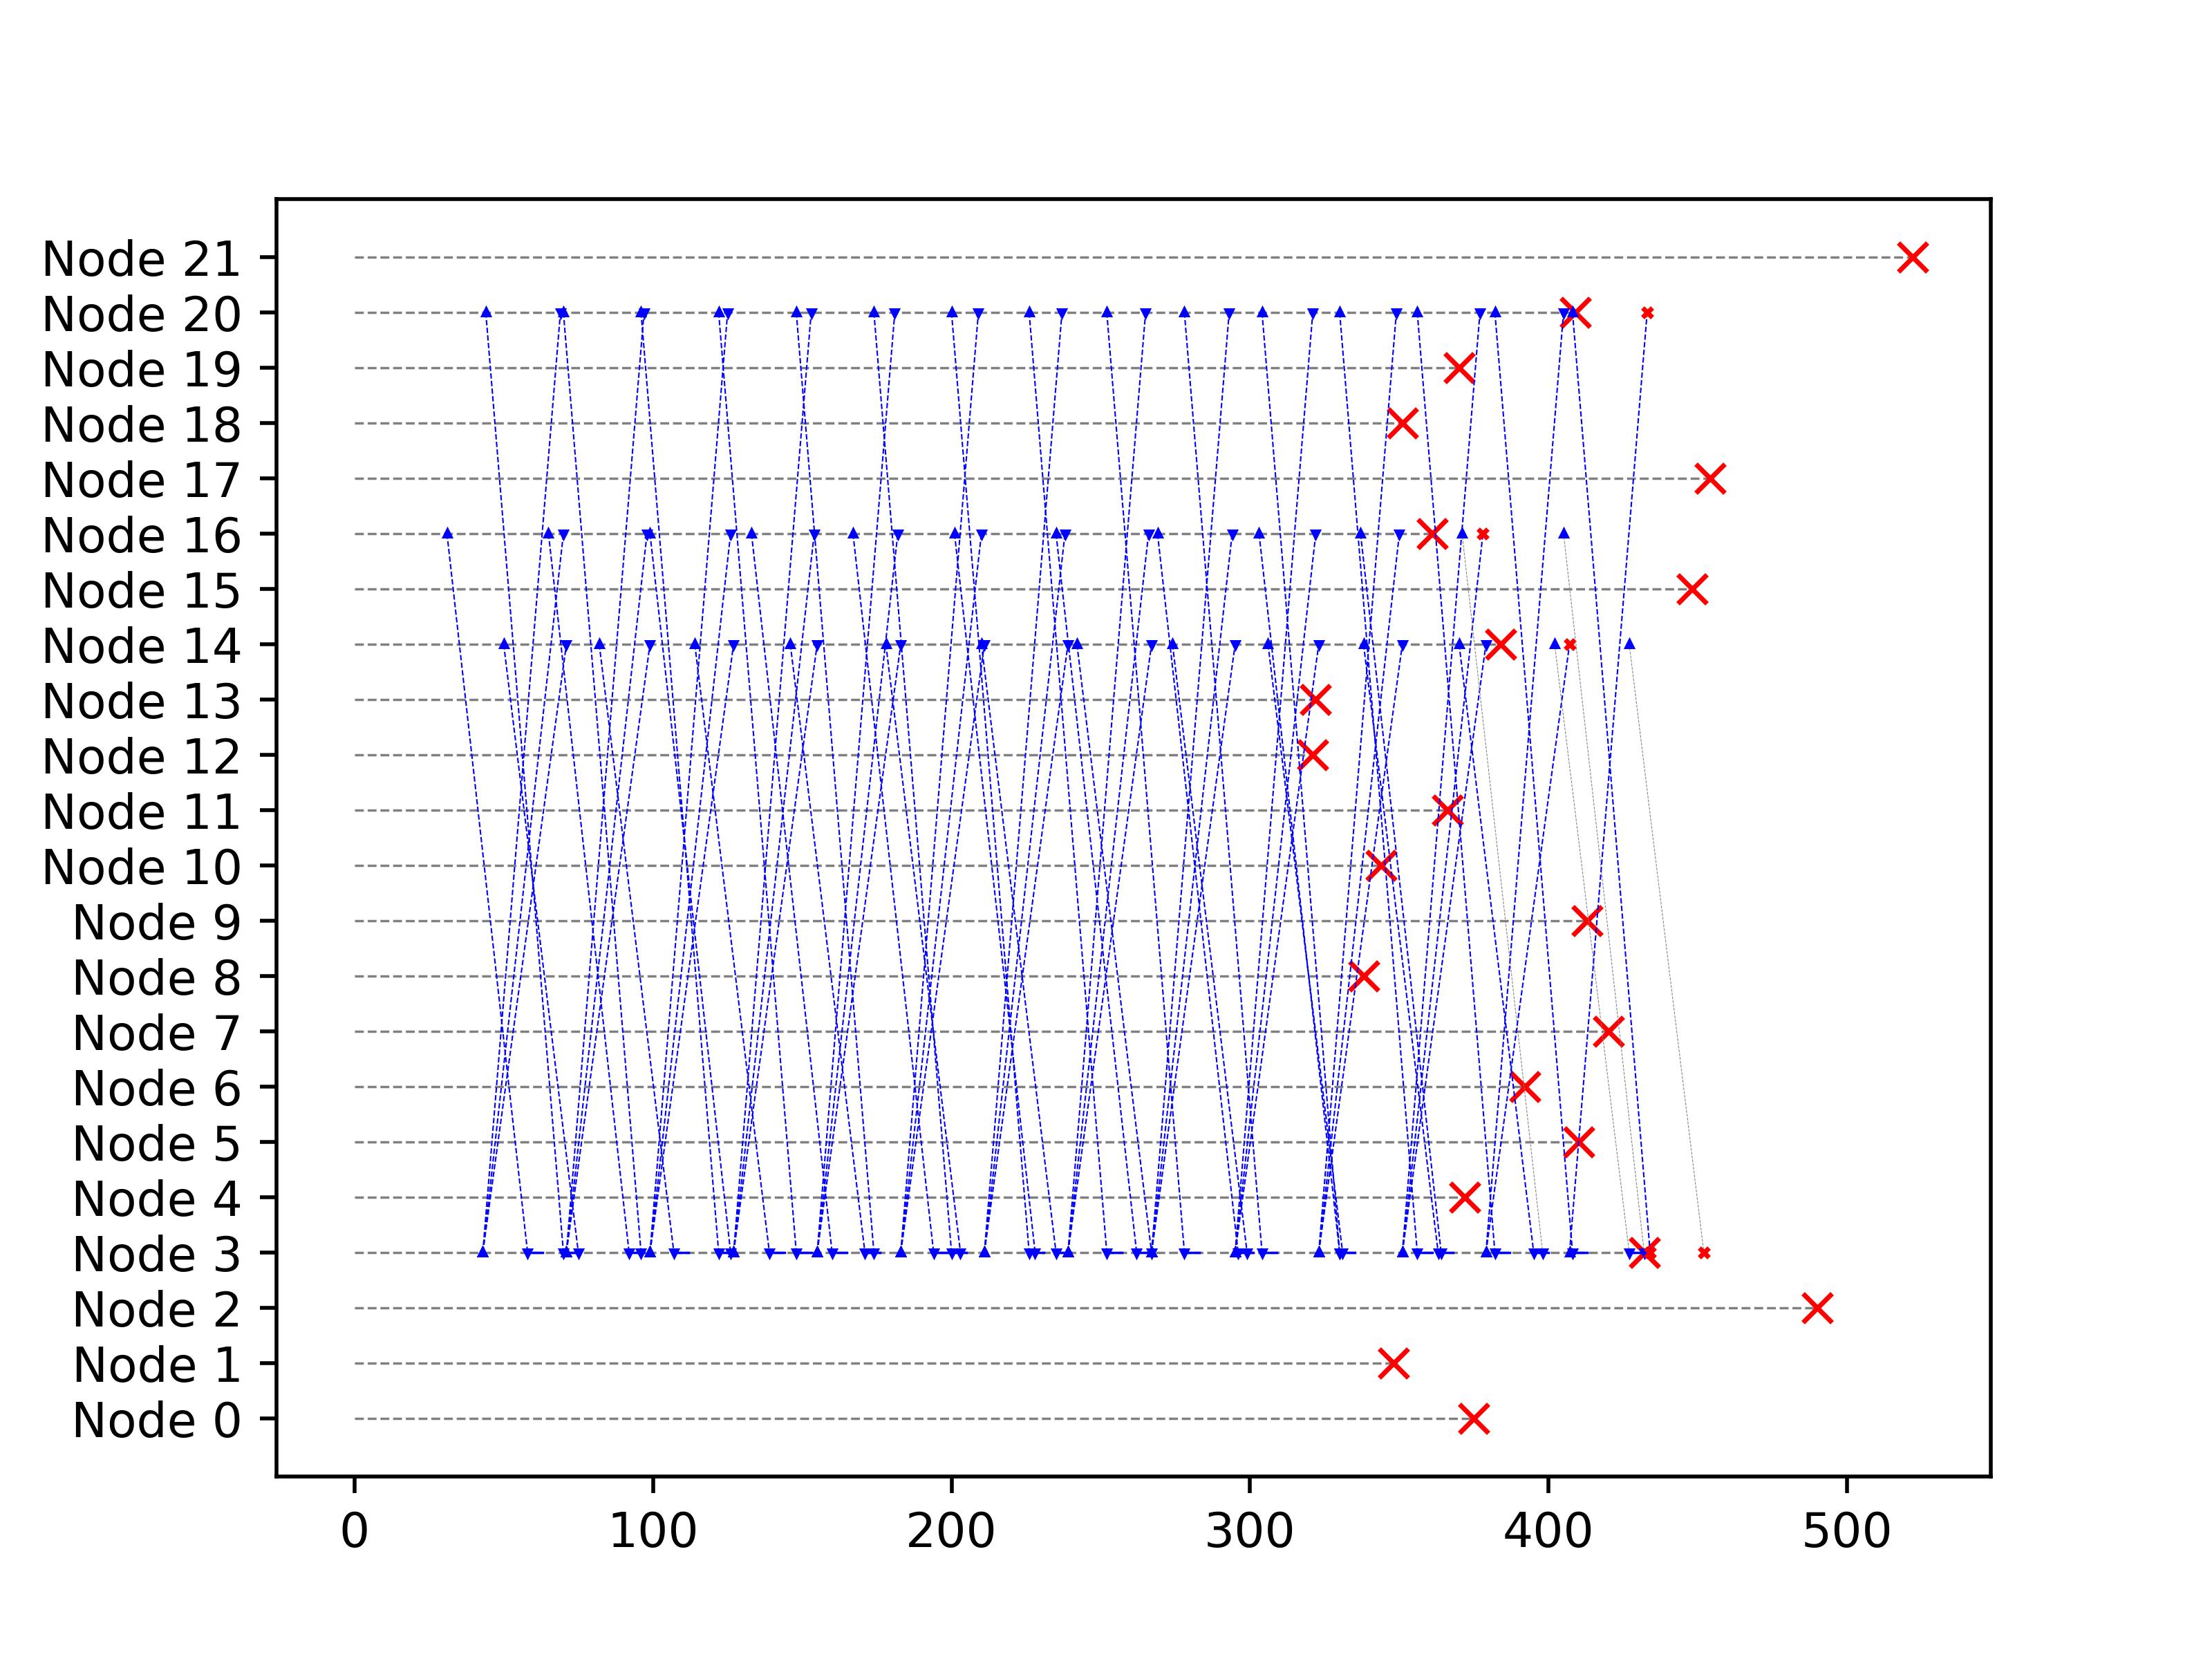 Node 21
Node 20
Node 19
Node 18
Node 17
Node 16
Node 15
Node 14
Node 13
Node 12
Node 11
Node 10
Node 9
Node 8
Node 7
Node 6
Node 5
Node 4
Node 3
Node 2
Node 1
Node 0
0 100 200 300 400 500